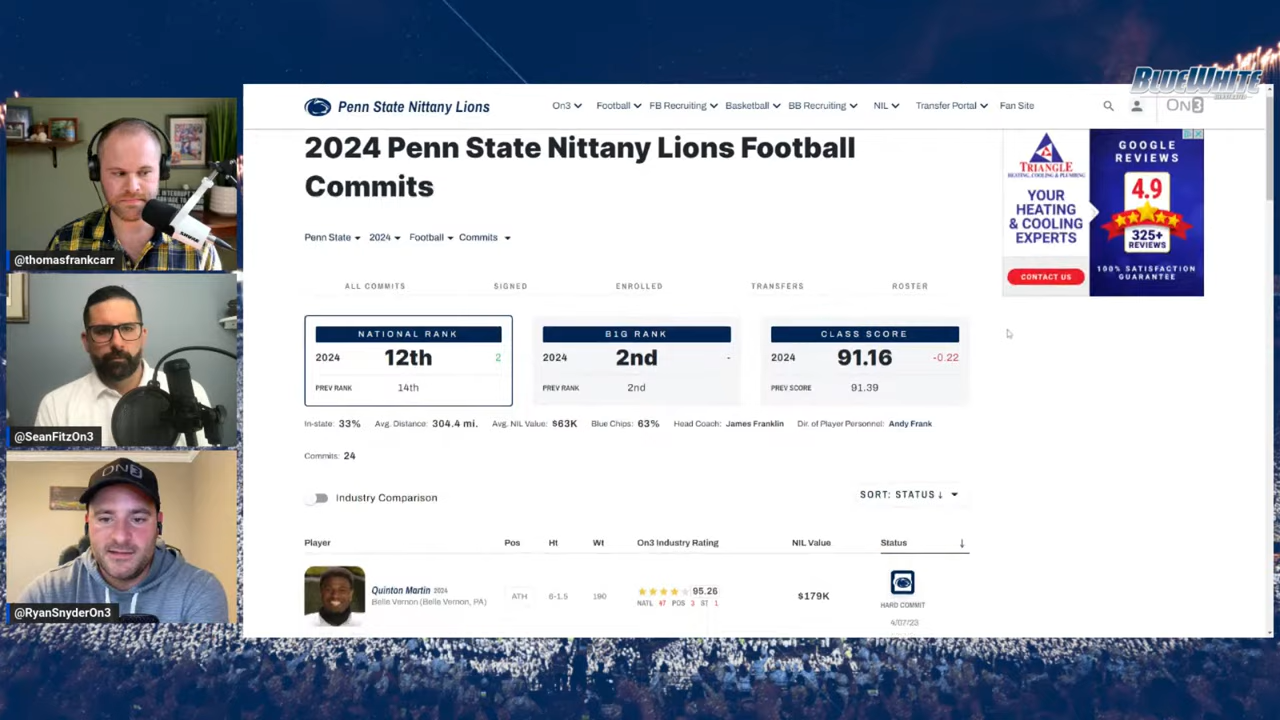 BLUEWHITE
ILLUSTRATED
ON3
Penn State Nittany Lions
On3
Football
FB Recruiting
Basketball
BB Recruiting
NIL
Transfer Portal
Fan Site
2024 Penn State Nittany Lions Football
Commits
Penn State
2024
Football
Commits
ALL COMMITS
SIGNED
ENROLLED
TRANSFERS
ROSTER
NATIONAL RANK
2024 12th 2
PREV RANK 14th
B1G RANK
2024 2nd -
PREV RANK 2nd
CLASS SCORE
2024 91.16 -0.22
PREV SCORE 91.39
In-state: 33% Avg. Distance: 304.4 mi. Avg. NIL Value: $63K Blue Chips: 63% Head Coach: James Franklin Dir. of Player Personnel: Andy Frank
Commits: 24
Industry Comparison
SORT: STATUS ↓
Player Pos Ht Wt On3 Industry Rating NIL Value Status ↓
Quinton Martin 2024
Belle Vernon (Belle Vernon, PA)
ATH
6-1.5
190
95.26
NATL 47 POS 3 ST 1
$179K
HARD COMMIT
4/07/23
TRIANGLE
HEATING, COOLING & PLUMBING
YOUR
HEATING
& COOLING
EXPERTS
CONTACT US
GOOGLE
REVIEWS
4.9
325+
REVIEWS
100% SATISFACTION
GUARANTEE
@thomasfrankcarr
@SeanFitzOn3
ON3
@RyanSnyderOn3